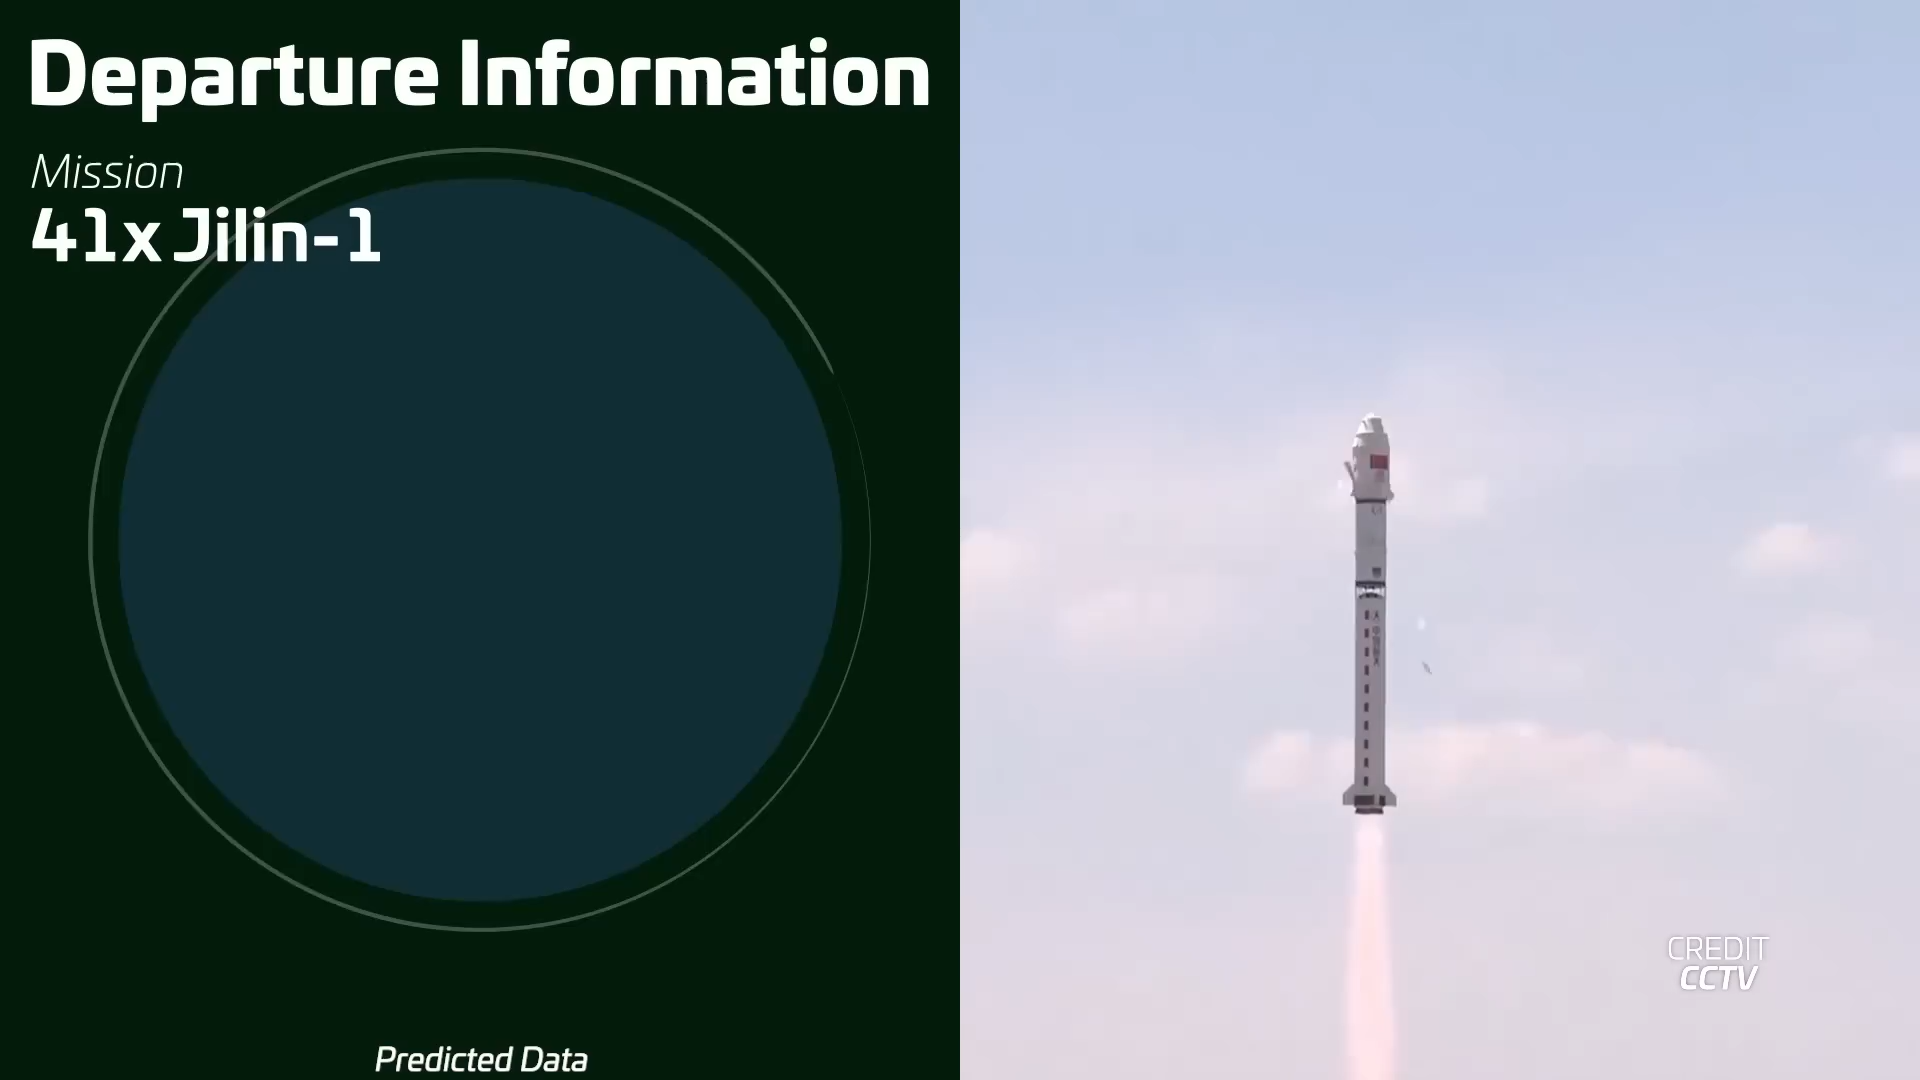 Departure Information
Mission
41x Jilin-1
Predicted Data
CREDIT
CCTV